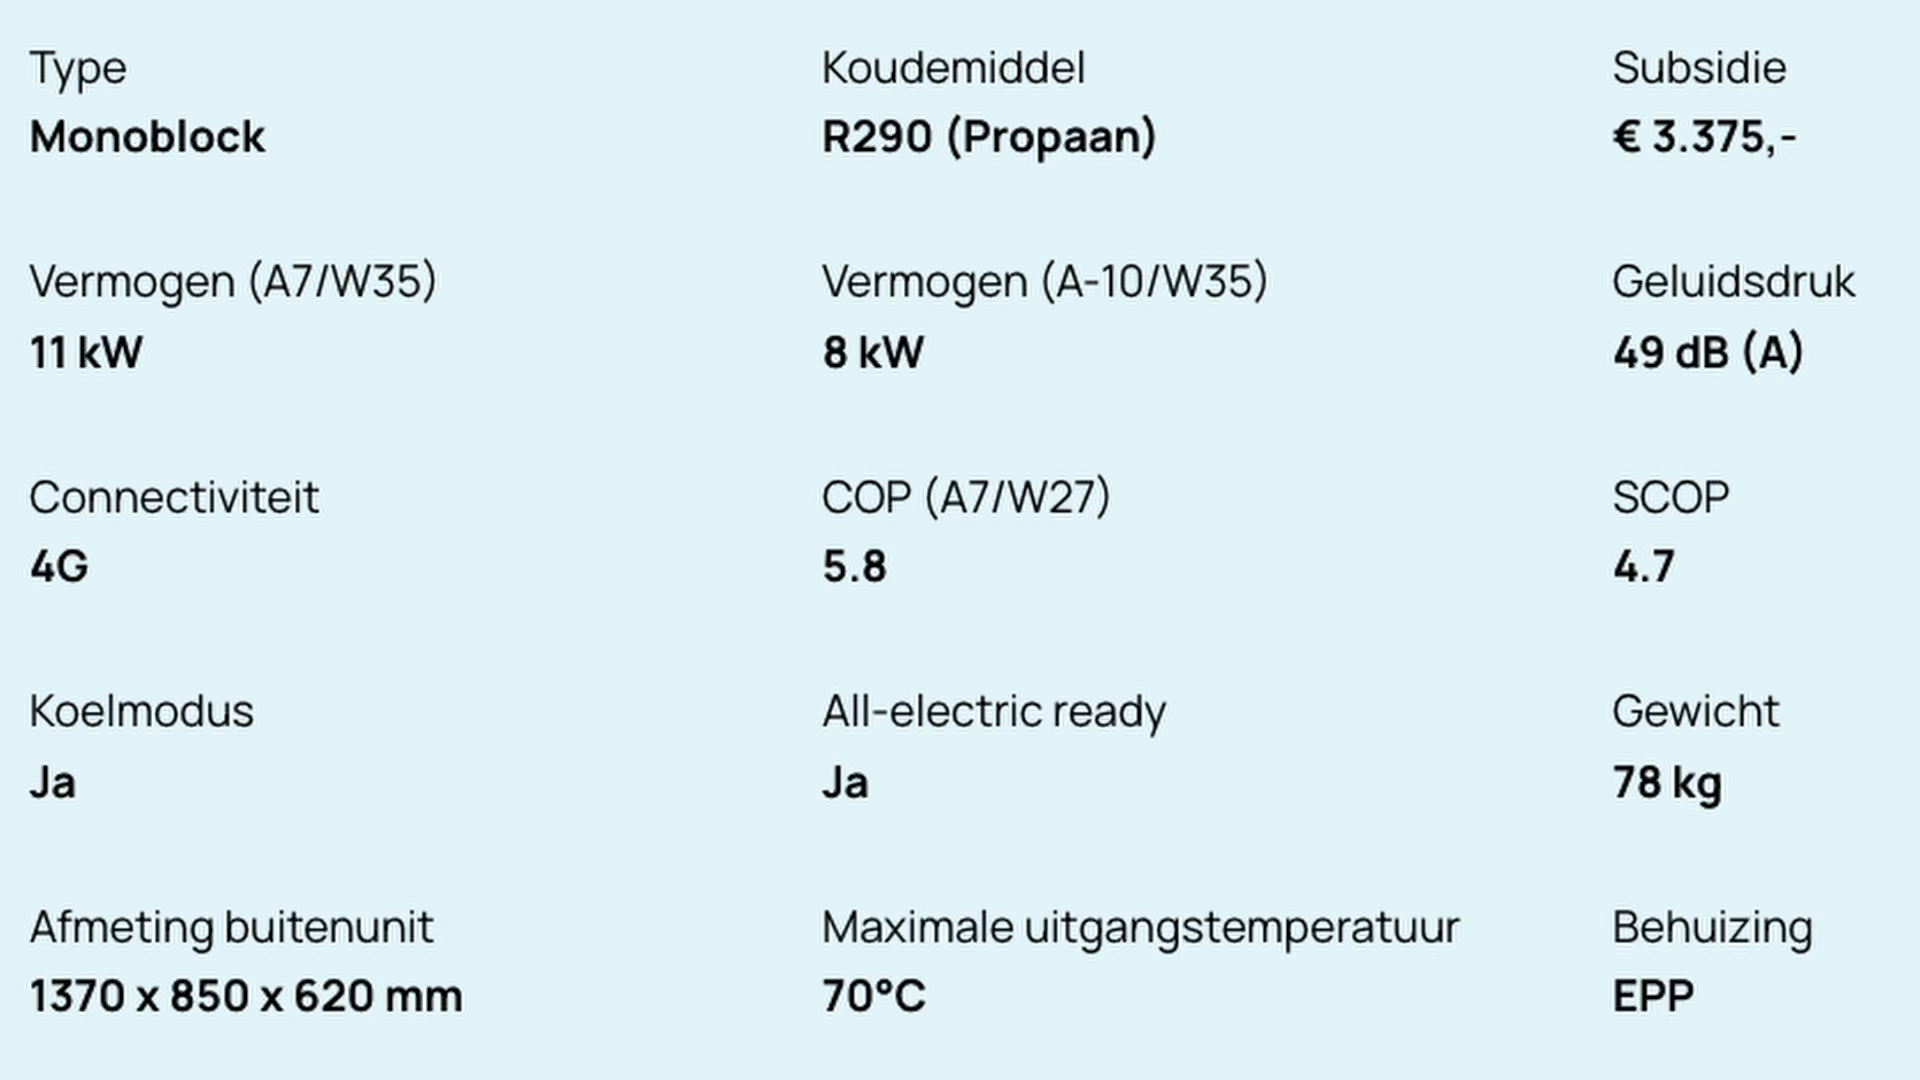 Type
Monoblock
Koudemiddel
R290 (Propaan)
Subsidie
€ 3.375,-
Vermogen (A7/W35)
11 kW
Vermogen (A-10/W35)
8 kW
Geluidsdruk
49 dB (A)
Connectiviteit
4G
COP (A7/W27)
5.8
SCOP
4.7
Koelmodus
Ja
All-electric ready
Ja
Gewicht
78 kg
Afmeting buitenunit
1370 x 850 x 620 mm
Maximale uitgangstemperatuur
70°C
Behuizing
EPP